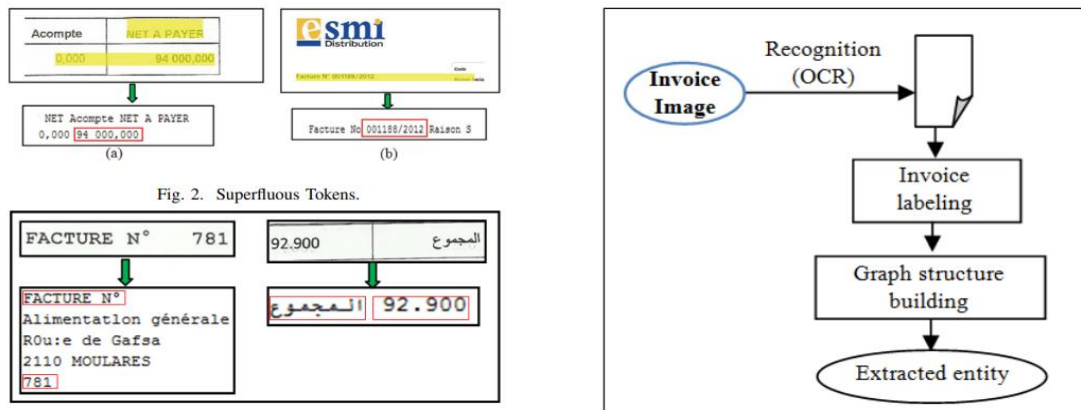 Acompte NET A PAYER
0,000 94 000,000
NET Acompte NET A PAYER
0,000 94 000,000
(a)
esmi
Distribution
Facture N° 001188/2012
Facture No 001188/2012 Raison S
(b)
Fig. 2. Superfluous Tokens.
FACTURE N° 781
FACTURE N°
Alimentatlon générale
R0u:e de Gafsa
2110 MOULARES
781
92.900 المجموع
المجموع 92.900
Invoice
Image
Recognition
(OCR)
Invoice
labeling
Graph structure
building
Extracted entity